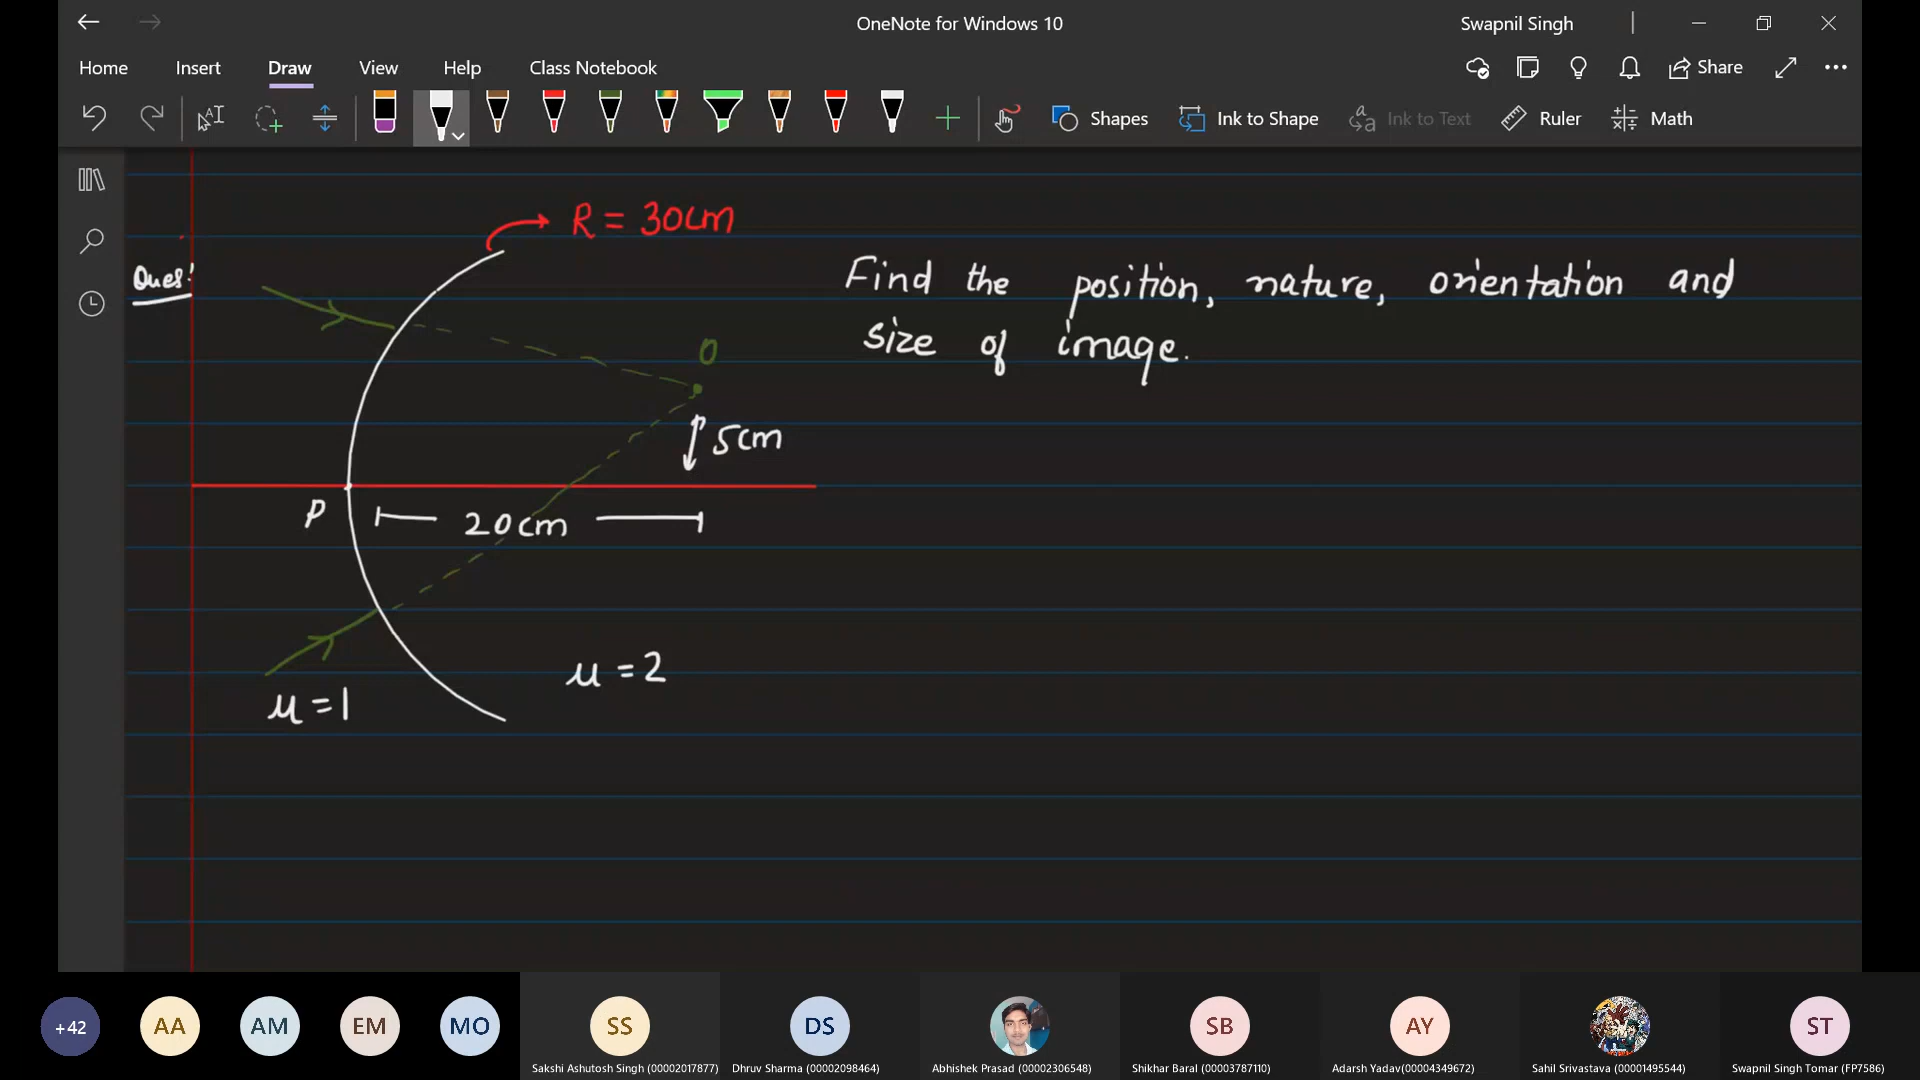 OneNote for Windows 10
Swapnil Singh
Home Insert Draw View Help Class Notebook
Share
Shapes Ink to Shape Ink to Text Ruler Math
R = 30cm
Ques:
Find the position, nature, orientation and
size of image.
O
5cm
P
20cm
μ = 2
μ = 1
+42 AA AM EM MO SS DS SB AY ST
Sakshi Ashutosh Singh (00002017877) Dhruv Sharma (00002098464) Abhishek Prasad (00002306548) Shikhar Baral (00003787110) Adarsh Yadav(00004349672) Sahil Srivastava (00001495544) Swapnil Singh Tomar (FP7586)